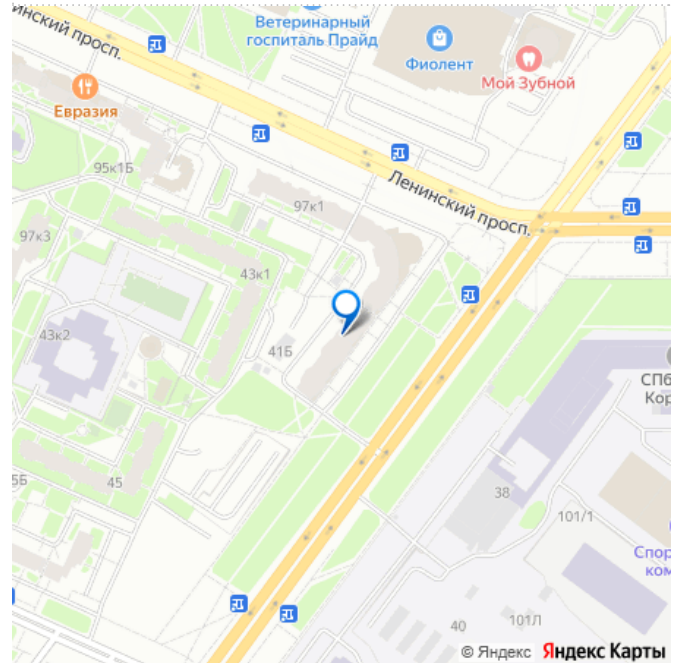 Ветеринарный
госпиталь Прайд
Ленинский просп.
Фиолент
Мой Зубной
Евразия
95к1Б
97к1
Ленинский просп.
97к3
43к1
43к2
41Б
СПб
Кор
45
38
101/1
Спор
ком
40
101Л
© Яндекс Яндекс Карты